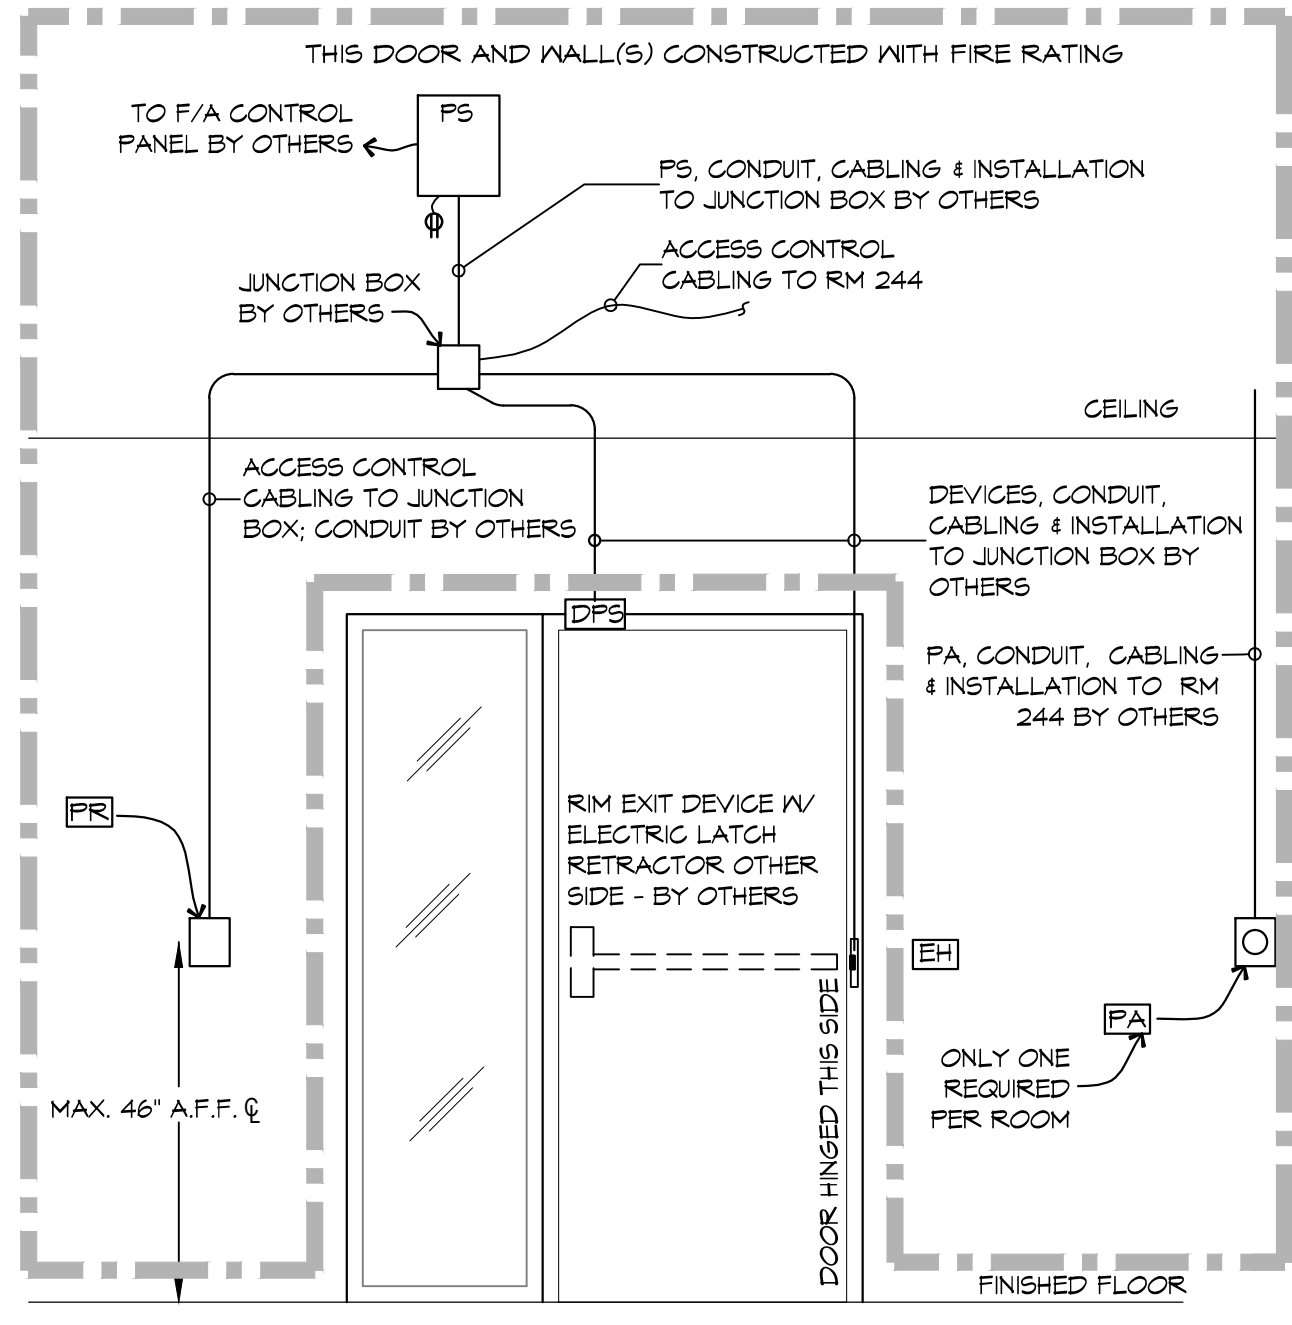 THIS DOOR AND WALL(S) CONSTRUCTED WITH FIRE RATING
TO F/A CONTROL
PANEL BY OTHERS
PS
PS, CONDUIT, CABLING & INSTALLATION
TO JUNCTION BOX BY OTHERS
ACCESS CONTROL
CABLING TO RM 244
JUNCTION BOX
BY OTHERS
CEILING
ACCESS CONTROL
CABLING TO JUNCTION
BOX; CONDUIT BY OTHERS
DEVICES, CONDUIT,
CABLING & INSTALLATION
TO JUNCTION BOX BY
OTHERS
DPS
PA, CONDUIT, CABLING
& INSTALLATION TO RM
244 BY OTHERS
PR
RIM EXIT DEVICE W/
ELECTRIC LATCH
RETRACTOR OTHER
SIDE - BY OTHERS
EH
DOOR HINGED THIS SIDE
PA
ONLY ONE
REQUIRED
PER ROOM
MAX. 46" A.F.F. ℄
FINISHED FLOOR